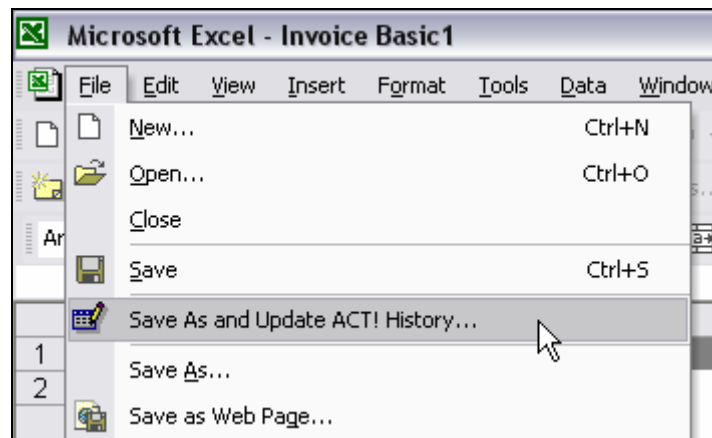 Microsoft Excel - Invoice Basic1
File Edit View Insert Format Tools Data Window
New... Ctrl+N
Open... Ctrl+O
Close
Ar
Save Ctrl+S
Save As and Update ACT! History...
1
Save As...
2
Save as Web Page...